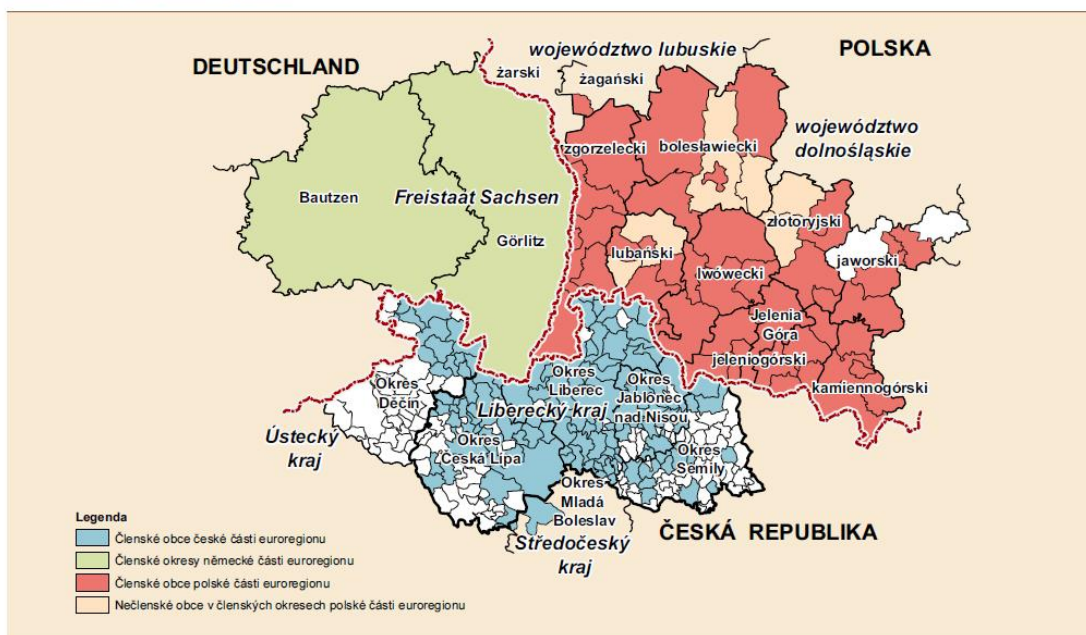 DEUTSCHLAND
województwo lubuskie
POLSKA
żarski
żagański
zgorzelecki
bolesławiecki
województwo
dolnośląskie
Bautzen
Freistaat Sachsen
Görlitz
złotoryjski
lubański
lwówecki
jaworski
Jelenia
Góra
jeleniogórski
kamiennogórski
Okres
Děčín
Okres
Liberec
Okres
Jablonec
nad Nisou
Liberecký kraj
Ústecký
kraj
Okres
Česká Lípa
Okres
Semily
Okres
Mladá
Boleslav
Středočeský
kraj
ČESKÁ REPUBLIKA
Legenda
Členské obce české části euroregionu
Členské okresy německé části euroregionu
Členské obce polské části euroregionu
Nečlenské obce v členských okresech polské části euroregionu